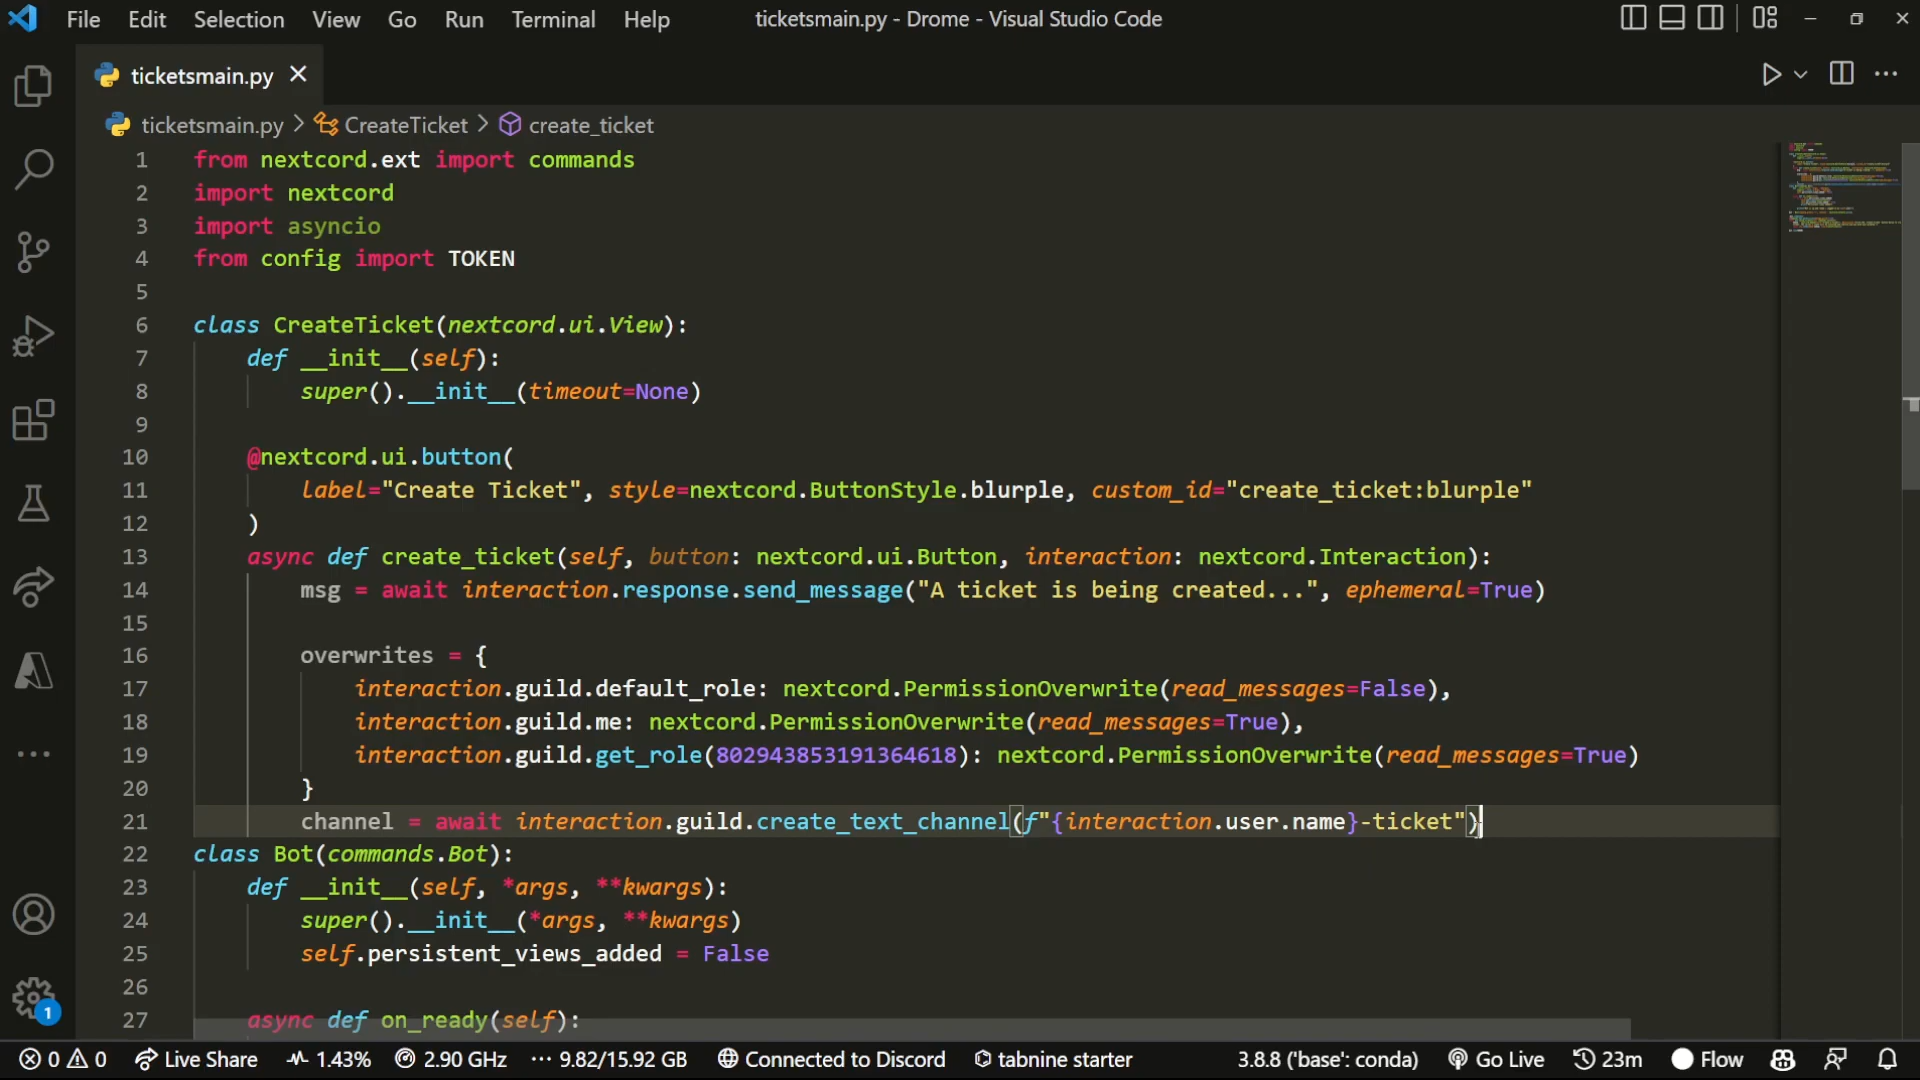 File Edit Selection View Go Run Terminal Help ticketsmain.py - Drome - Visual Studio Code
ticketsmain.py
ticketsmain.py > CreateTicket > create_ticket
1 from nextcord.ext import commands
2 import nextcord
3 import asyncio
4 from config import TOKEN
5
6 class CreateTicket(nextcord.ui.View):
7     def __init__(self):
8         super().__init__(timeout=None)
9
10     @nextcord.ui.button(
11         label="Create Ticket", style=nextcord.ButtonStyle.blurple, custom_id="create_ticket:blurple"
12     )
13     async def create_ticket(self, button: nextcord.ui.Button, interaction: nextcord.Interaction):
14         msg = await interaction.response.send_message("A ticket is being created...", ephemeral=True)
15
16         overwrites = {
17             interaction.guild.default_role: nextcord.PermissionOverwrite(read_messages=False),
18             interaction.guild.me: nextcord.PermissionOverwrite(read_messages=True),
19             interaction.guild.get_role(802943853191364618): nextcord.PermissionOverwrite(read_messages=True)
20         }
21         channel = await interaction.guild.create_text_channel(f"{interaction.user.name}-ticket")
22 class Bot(commands.Bot):
23     def __init__(self, *args, **kwargs):
24         super().__init__(*args, **kwargs)
25         self.persistent_views_added = False
26
27     async def on_ready(self):
1
0 0 Live Share 1.43% 2.90 GHz 9.82/15.92 GB Connected to Discord tabnine starter 3.8.8 ('base': conda) Go Live 23m Flow